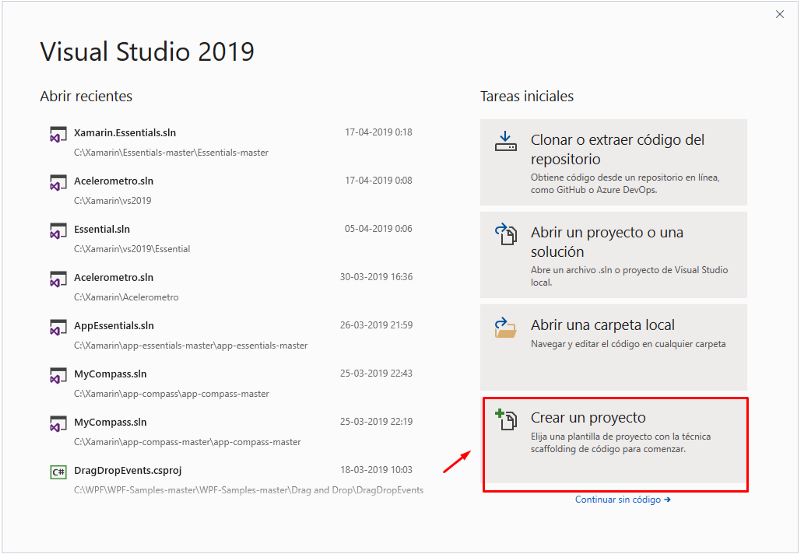 Visual Studio 2019
Abrir recientes
Xamarin.Essentials.sln 17-04-2019 0:18
C:\Xamarin\Essentials-master\Essentials-master
Acelerometro.sln 17-04-2019 0:08
C:\Xamarin\vs2019
Essential.sln 05-04-2019 0:06
C:\Xamarin\vs2019\Essential
Acelerometro.sln 30-03-2019 16:36
C:\Xamarin\Acelerometro
AppEssentials.sln 26-03-2019 21:59
C:\Xamarin\app-essentials-master\app-essentials-master
MyCompass.sln 25-03-2019 22:43
C:\Xamarin\app-compass\app-compass-master
MyCompass.sln 25-03-2019 22:19
C:\Xamarin\app-compass-master\app-compass-master
C# DragDropEvents.csproj 18-03-2019 10:03
C:\WPF\WPF-Samples-master\WPF-Samples-master\Drag and Drop\DragDropEvents
Tareas iniciales
Clonar o extraer código del
repositorio
Obtiene código desde un repositorio en línea,
como GitHub o Azure DevOps.
Abrir un proyecto o una
solución
Abre un archivo .sln o proyecto de Visual Studio
local.
Abrir una carpeta local
Navegar y editar el código en cualquier carpeta
Crear un proyecto
Elija una plantilla de proyecto con la técnica
scaffolding de código para comenzar.
Continuar sin código →